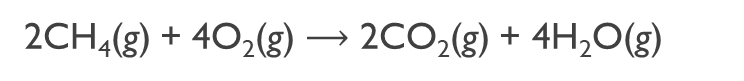 2CH₄(g) + 4O₂(g) ⟶ 2CO₂(g) + 4H₂O(g)